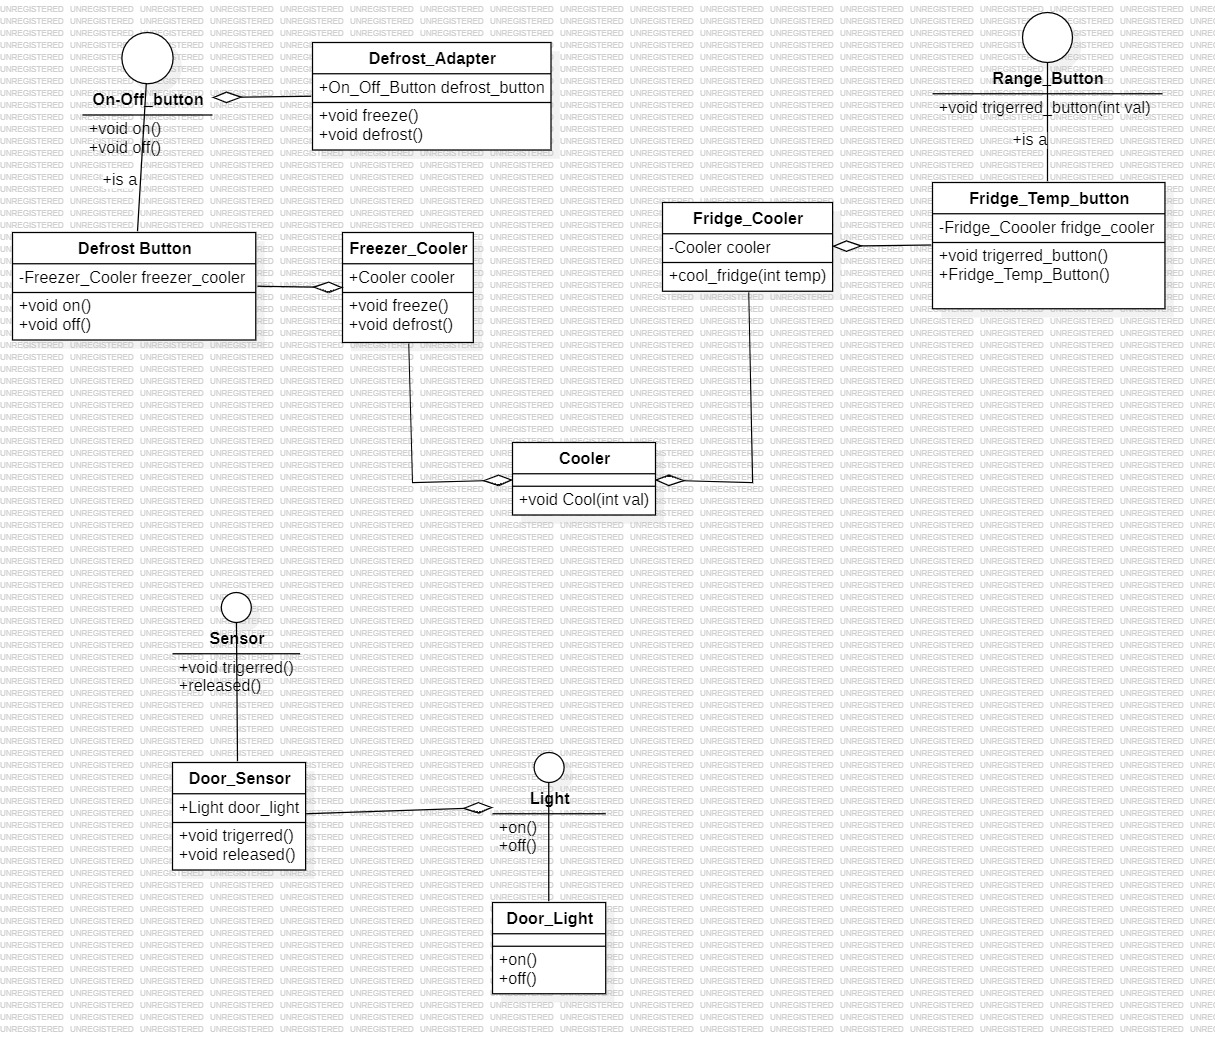 On-Off_button
+void on()
+void off()
+is a
Defrost_Adapter
+On_Off_Button defrost_button
+void freeze()
+void defrost()
Range_Button
+void trigerred_button(int val)
+is a
Defrost Button
-Freezer_Cooler freezer_cooler
+void on()
+void off()
Freezer_Cooler
+Cooler cooler
+void freeze()
+void defrost()
Fridge_Cooler
-Cooler cooler
+cool_fridge(int temp)
Fridge_Temp_button
-Fridge_Coooler fridge_cooler
+void trigerred_button()
+Fridge_Temp_Button()
Cooler
+void Cool(int val)
Sensor
+void trigerred()
+released()
Door_Sensor
+Light door_light
+void trigerred()
+void released()
Light
+on()
+off()
Door_Light
+on()
+off()
UNREGISTERED